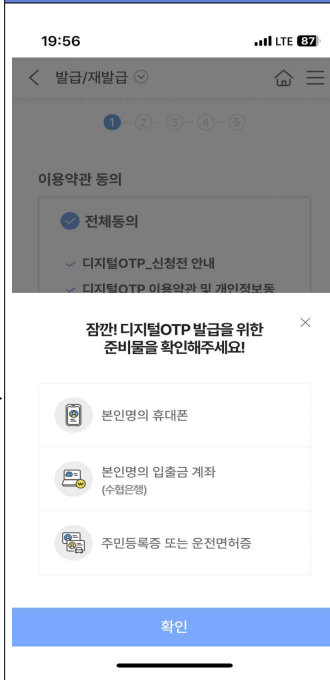 19:56
LTE 87
발급/재발급
1 2 3 4 5
이용약관 동의
전체동의
디지털OTP_신청전 안내
디지털OTP 이용약관 및 개인정보동
잠깐! 디지털OTP 발급을 위한
준비물을 확인해주세요!
본인명의 휴대폰
본인명의 입출금 계좌
(수협은행)
주민등록증 또는 운전면허증
확인